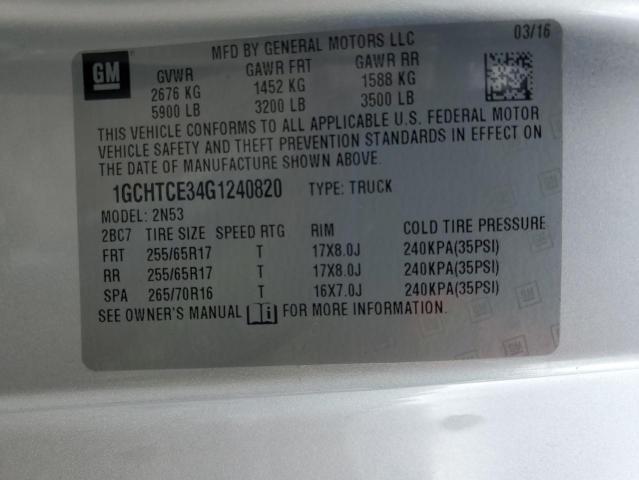 MFD BY GENERAL MOTORS LLC 03/16
GM
GVWR GAWR FRT GAWR RR
2676 KG 1452 KG 1588 KG
5900 LB 3200 LB 3500 LB
THIS VEHICLE CONFORMS TO ALL APPLICABLE U.S. FEDERAL MOTOR
VEHICLE SAFETY AND THEFT PREVENTION STANDARDS IN EFFECT ON
THE DATE OF MANUFACTURE SHOWN ABOVE.
1GCHTCE34G1240820 TYPE: TRUCK
MODEL: 2N53
2BC7 TIRE SIZE SPEED RTG RIM COLD TIRE PRESSURE
FRT 255/65R17 T 17X8.0J 240KPA(35PSI)
RR 255/65R17 T 17X8.0J 240KPA(35PSI)
SPA 265/70R16 T 16X7.0J 240KPA(35PSI)
SEE OWNER'S MANUAL i FOR MORE INFORMATION.